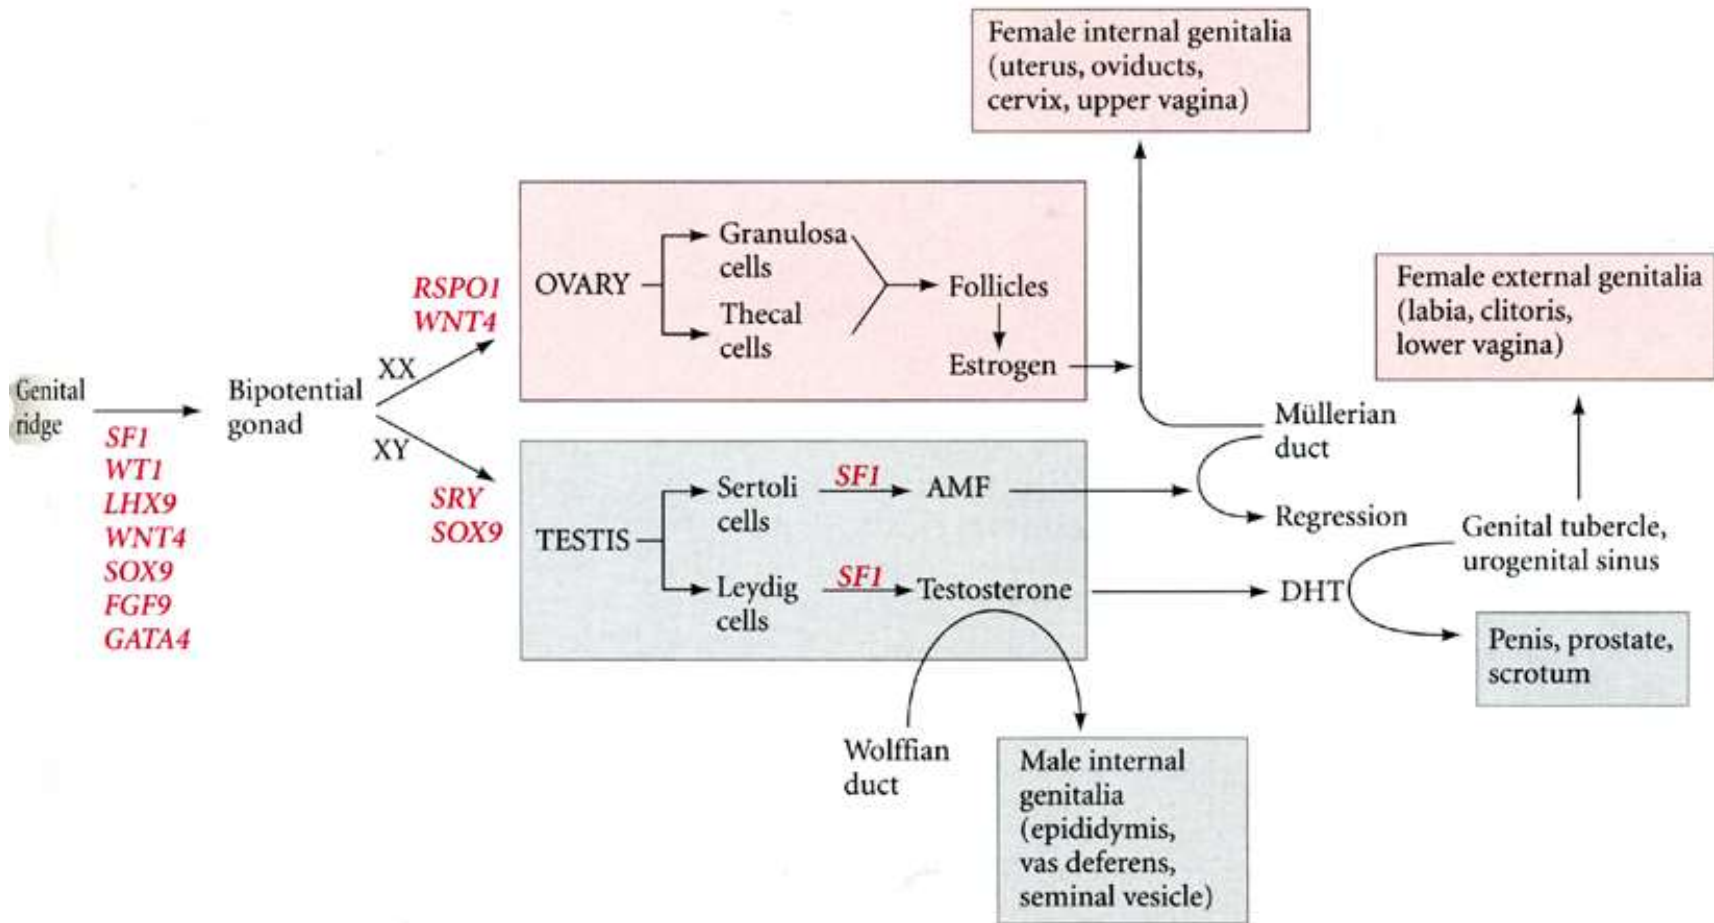 Female internal genitalia
(uterus, oviducts,
cervix, upper vagina)
RSPO1
WNT4
OVARY
Granulosa
cells
Thecal
cells
Follicles
Estrogen
Female external genitalia
(labia, clitoris,
lower vagina)
Genital
ridge
SF1
WT1
LHX9
WNT4
SOX9
FGF9
GATA4
Bipotential
gonad
XX
XY
SRY
SOX9
TESTIS
Sertoli
cells
SF1
AMF
Leydig
cells
SF1
Testosterone
Müllerian
duct
Regression
DHT
Genital tubercle,
urogenital sinus
Penis, prostate,
scrotum
Wolffian
duct
Male internal
genitalia
(epididymis,
vas deferens,
seminal vesicle)